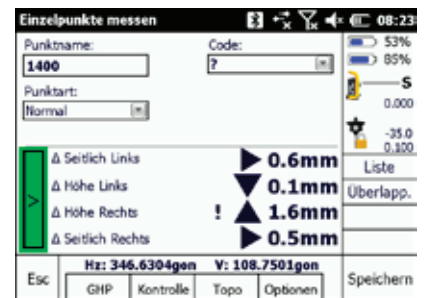 Einzelpunkte messen 08:23
Punktname: Code:
1400 ?
Punktart:
Normal
53%
85%
S
0.000
-35.0
0.100
Liste
Überlapp.
> Δ Seitlich Links 0.6mm
Δ Höhe Links 0.1mm
Δ Höhe Rechts ! 1.6mm
Δ Seitlich Rechts 0.5mm
Hz: 346.6304gon V: 108.7501gon
Esc GHP Kontrolle Topo Optionen Speichern